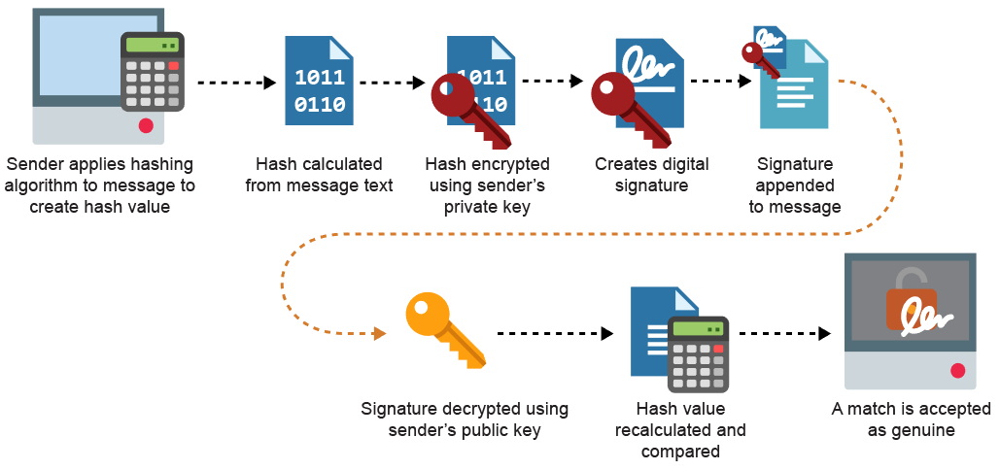 1011
0110
1011
110
Sender applies hashing
algorithm to message to
create hash value
Hash calculated
from message text
Hash encrypted
using sender’s
private key
Creates digital
signature
Signature
appended
to message
Signature decrypted using
sender’s public key
Hash value
recalculated and
compared
A match is accepted
as genuine